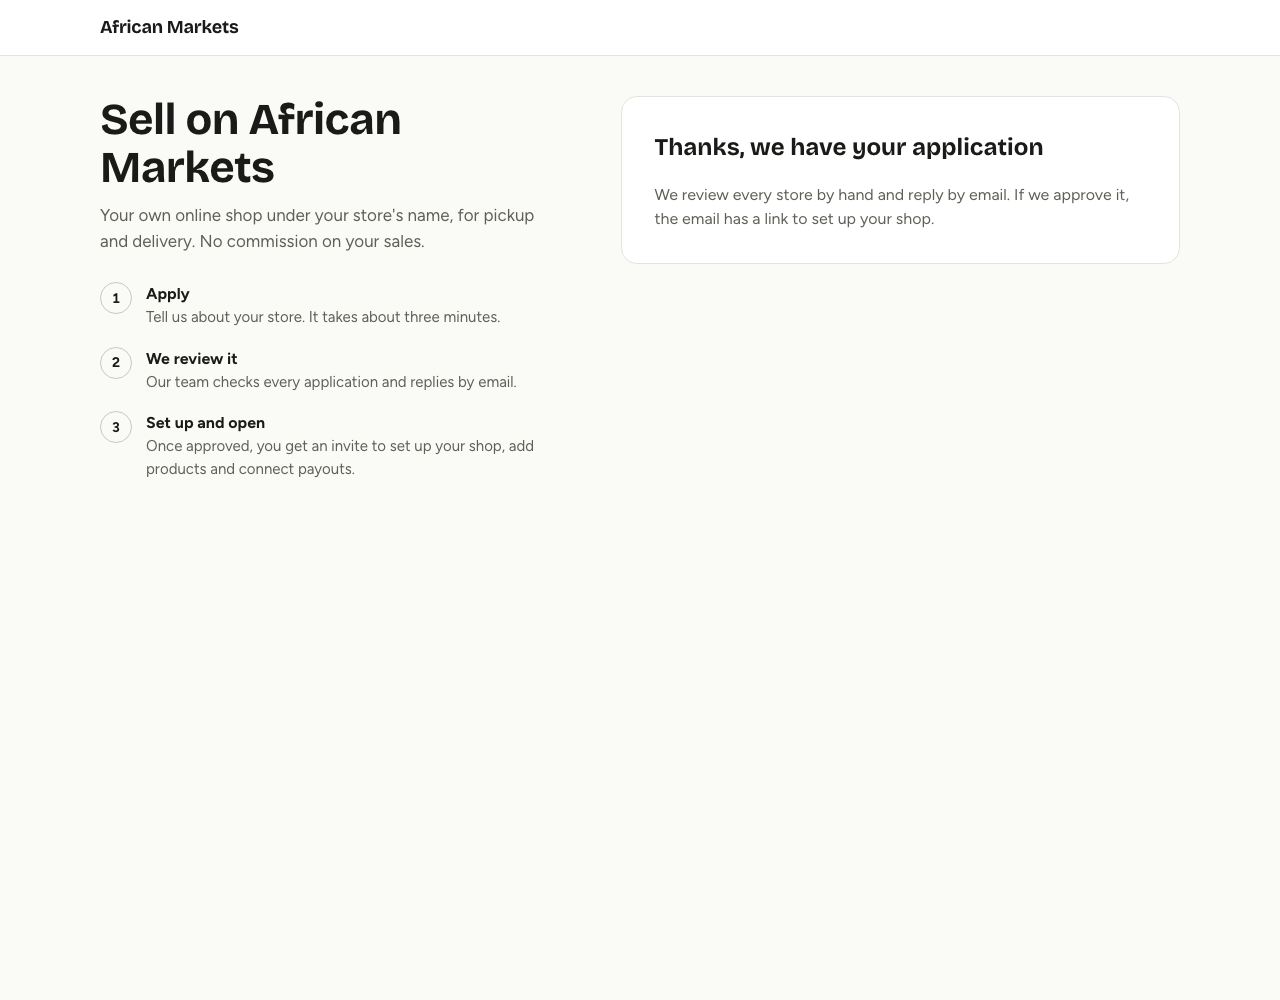 African Markets
Sell on African
Markets
Your own online shop under your store's name, for pickup
and delivery. No commission on your sales.
1
Apply
Tell us about your store. It takes about three minutes.
2
We review it
Our team checks every application and replies by email.
3
Set up and open
Once approved, you get an invite to set up your shop, add
products and connect payouts.
Thanks, we have your application
We review every store by hand and reply by email. If we approve it,
the email has a link to set up your shop.